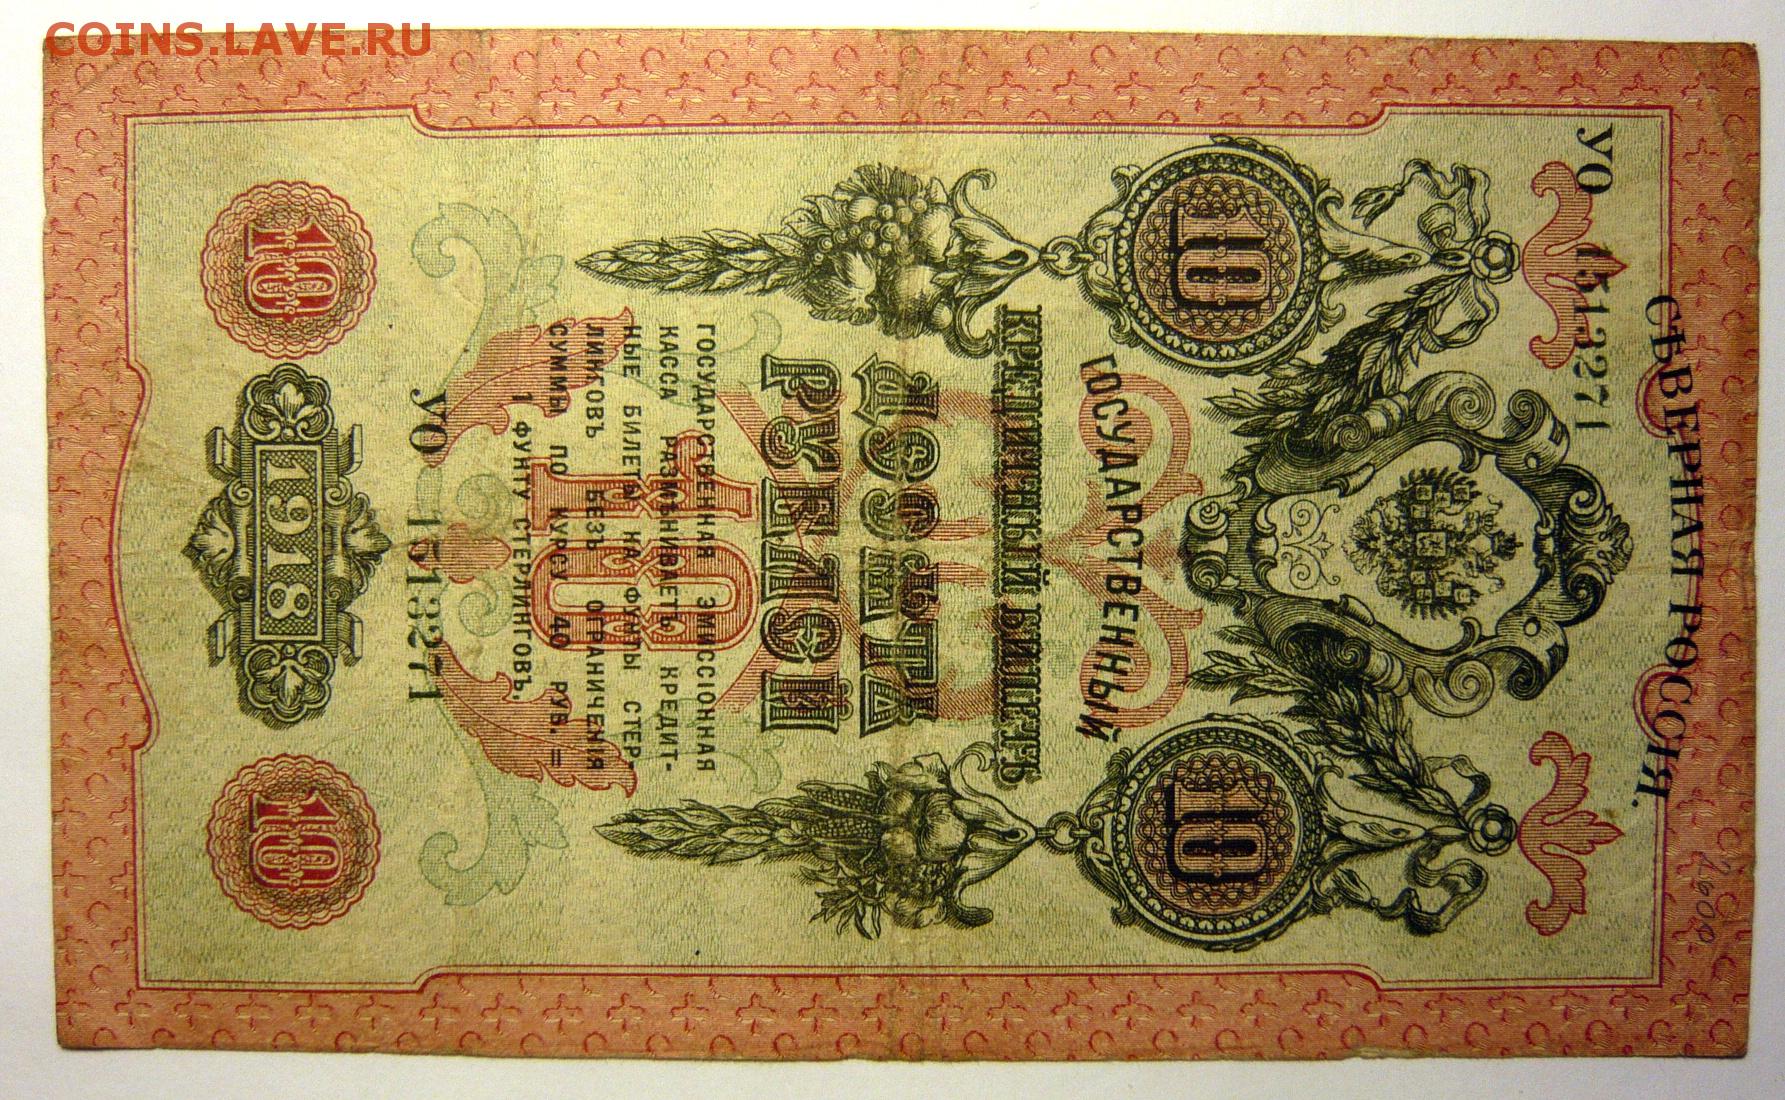 COINS.LAVE.RU
СѢВЕРНАЯ РОССІЯ.
УО 1513271
10 10
ГОСУДАРСТВЕННЫЙ
КРЕДИТНЫЙ БИЛЕТЪ
ДЕСЯТЬ
РУБЛЕЙ
10
ГОСУДАРСТВЕННАЯ ЭМИССІОННАЯ
КАССА РАЗМѢНИВАЕТЪ КРЕДИТ-
НЫЕ БИЛЕТЫ НА ФУНТЫ СТЕР-
ЛИНГОВЪ БЕЗЪ ОГРАНИЧЕНІЯ
СУММЫ ПО КУРСУ 40 РУБ. =
1 ФУНТУ СТЕРЛИНГОВЪ.
УО 1513271
10 1918 10